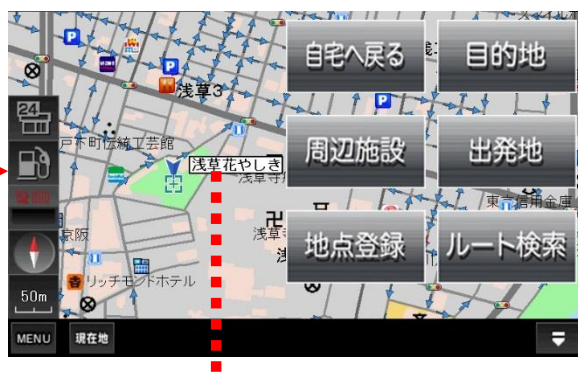 自宅へ戻る
目的地
浅草3
24
戸下町伝統工芸館
浅草花やしき
周辺施設
出発地
浅草寺
東京信用金庫
京阪
浅草
地点登録
ルート検索
リッチモンドホテル
50m
MENU
現在地